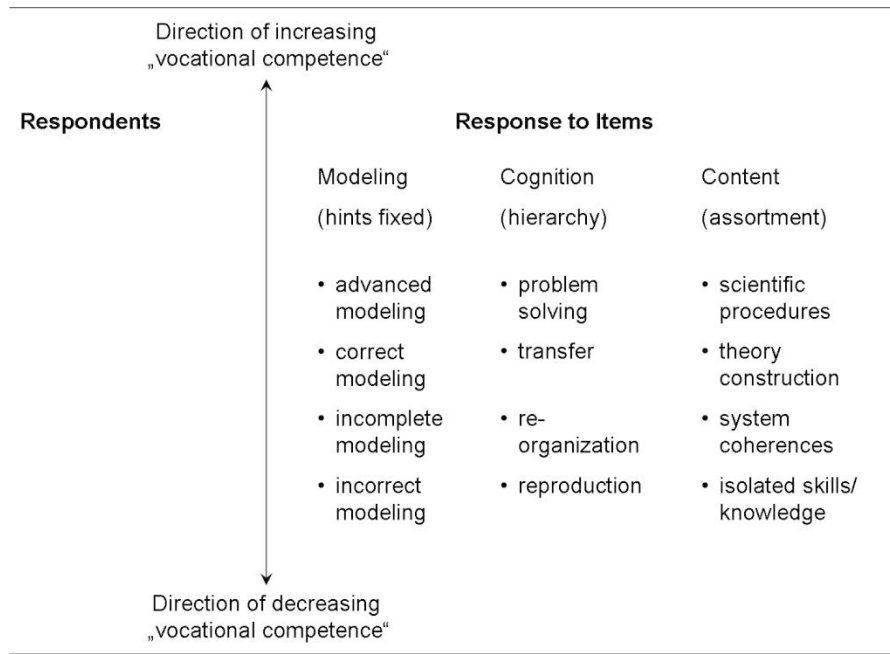 Direction of increasing
„vocational competence“
Respondents
Response to Items
Modeling
(hints fixed)
• advanced
modeling
• correct
modeling
• incomplete
modeling
• incorrect
modeling
Cognition
(hierarchy)
• problem
solving
• transfer
• re-
organization
• reproduction
Content
(assortment)
• scientific
procedures
• theory
construction
• system
coherences
• isolated skills/
knowledge
Direction of decreasing
„vocational competence“